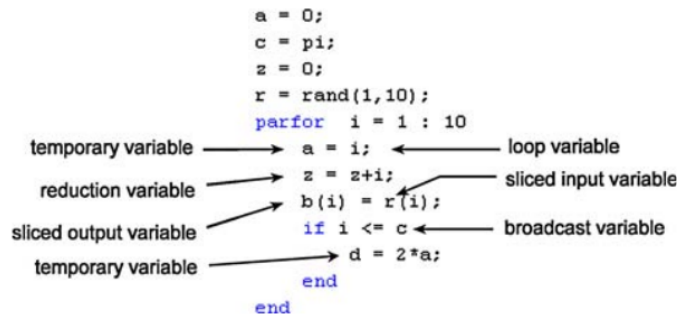 a = 0;
c = pi;
z = 0;
r = rand(1,10);
parfor i = 1 : 10
temporary variable a = i; loop variable
reduction variable z = z+i; sliced input variable
b(i) = r(i);
sliced output variable if i <= c broadcast variable
temporary variable d = 2*a;
end
end